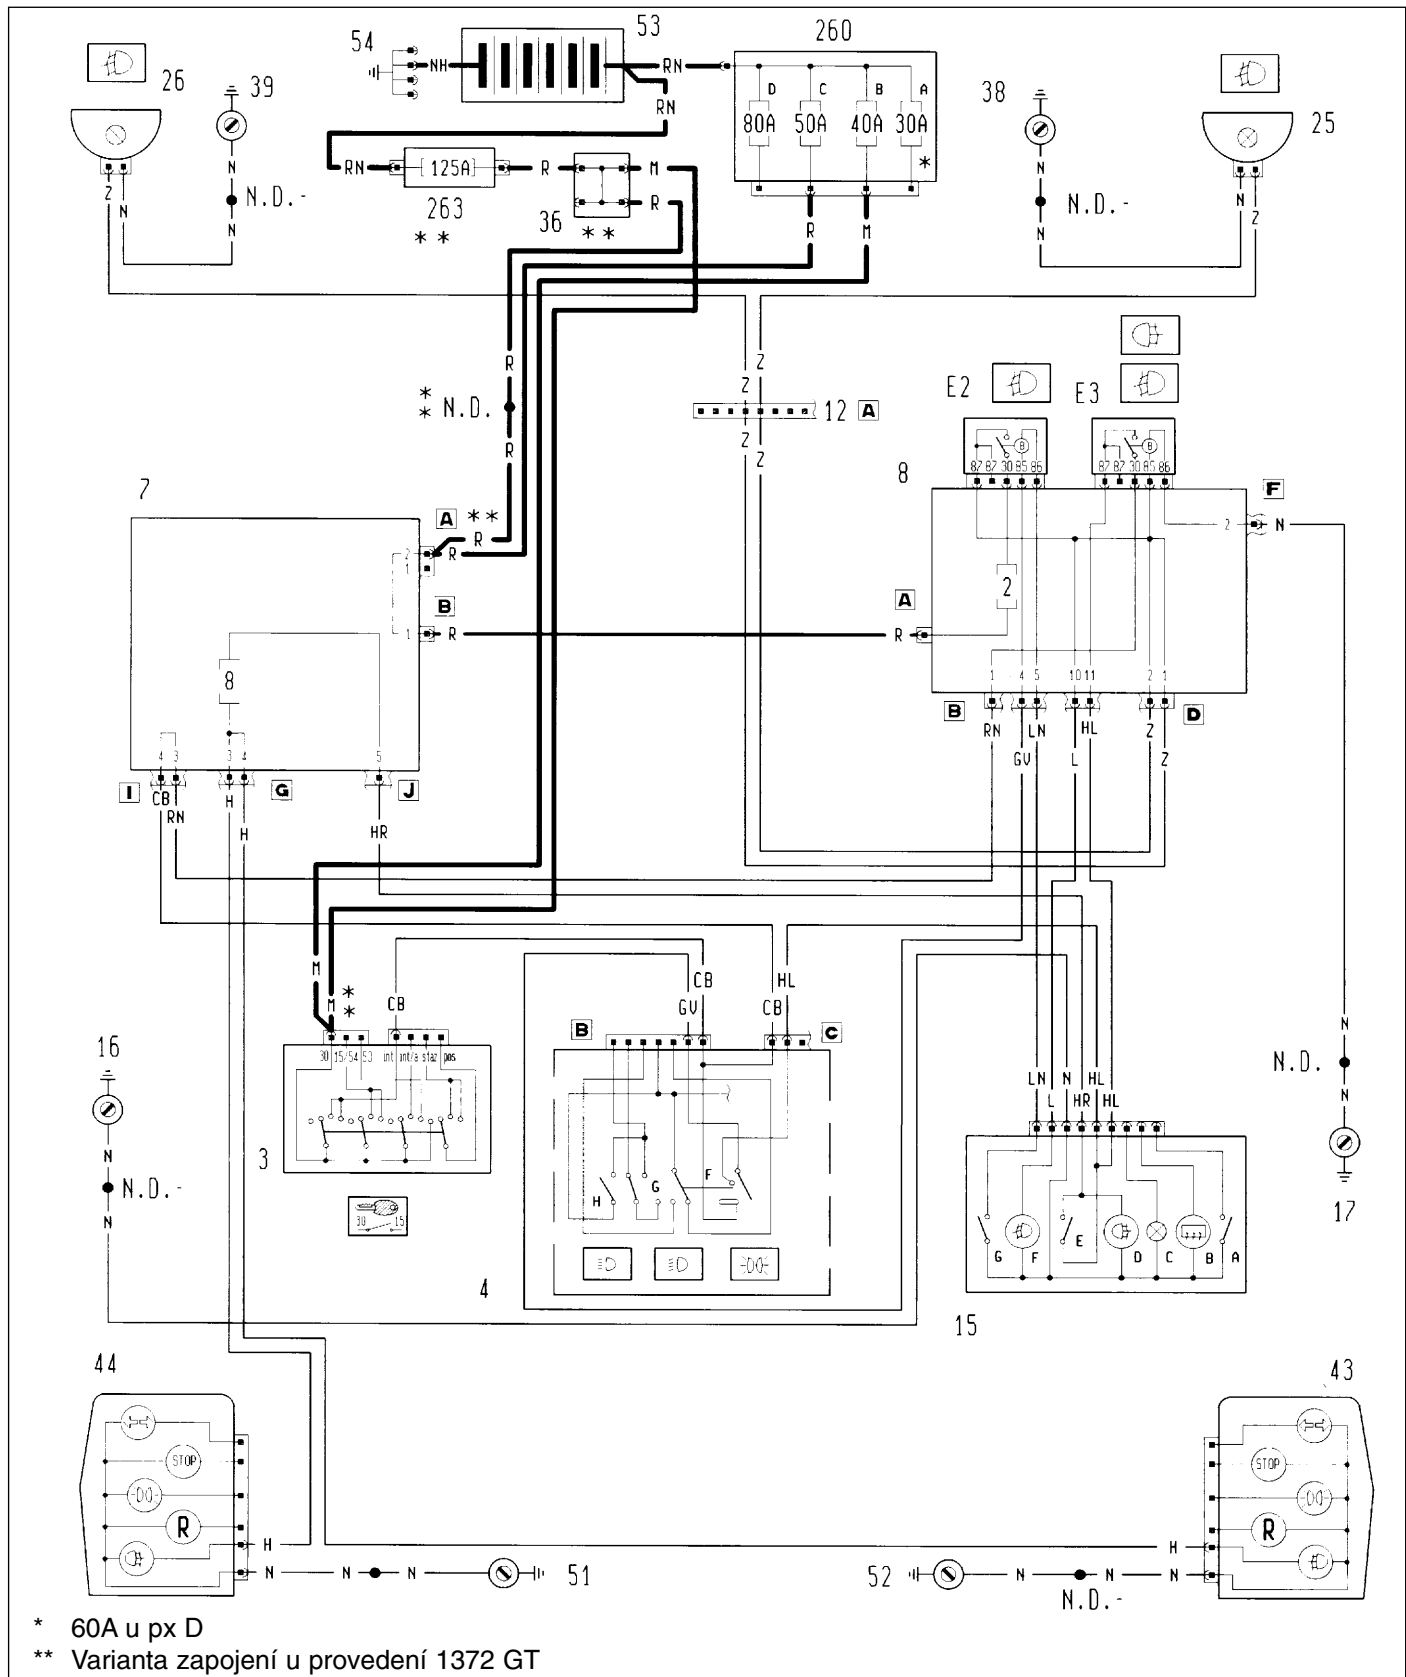 54
53
260
26
39
NH
RN
38
25
RN
D
C
B
A
80A
50A
40A
30A
*
RN
125A
R
M
R
263
* *
36
* *
Z
N
N
N.D.-
N
R
M
N
N.D.-
N
N
Z
R
* * N.D.
R
Z
Z
12 A
Z
Z
E2
E3
87 87 30 85 86
87 87 30 85 86
7
8
A * *
R
2
R
1
B
1
R
R
A
2
F
2
N
8
4 3
3 4
5
1
4 5
10 11
2 1
I
CB
RN
H
G
H
J
HR
B
RN
GV
LN
L
HL
Z
Z
D
M
M
* *
CB
CB
GV
HL
CB
B
C
16
N
N.D.-
N
30 15/54 50
int int/a staz pos
3
30 15
H
G
F
4
LN
N
HL
L
HR
HL
G F E D C B A
15
N
N.D.
N
17
44
43
STOP
R
H
N
N
N
51
STOP
R
H
52
N
N
N
N.D.-
* 60A u px D
** Varianta zapojení u provedení 1372 GT